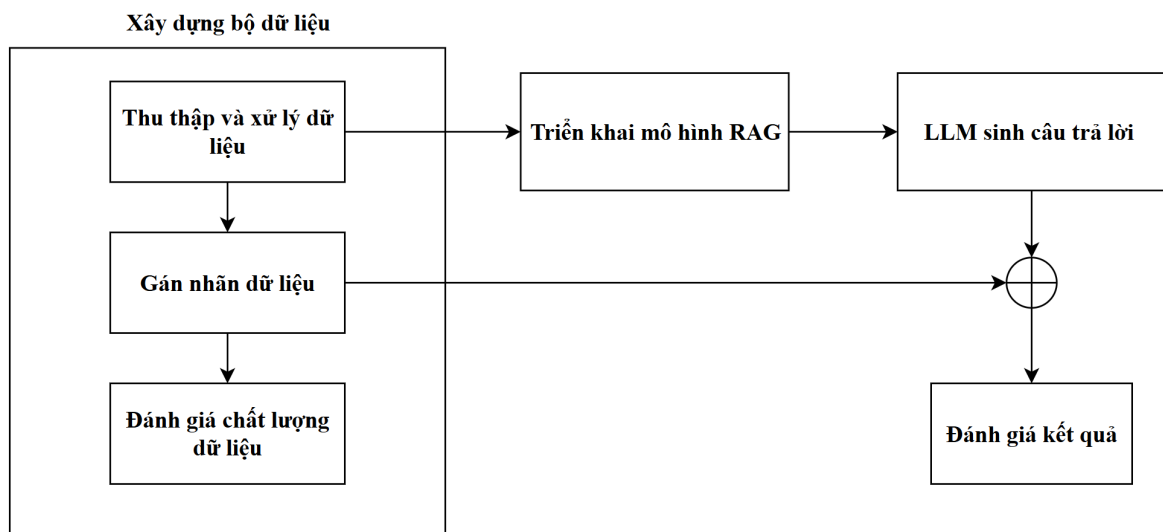 Xây dựng bộ dữ liệu
Thu thập và xử lý dữ
liệu
Triển khai mô hình RAG
LLM sinh câu trả lời
Gán nhãn dữ liệu
Đánh giá chất lượng
dữ liệu
Đánh giá kết quả